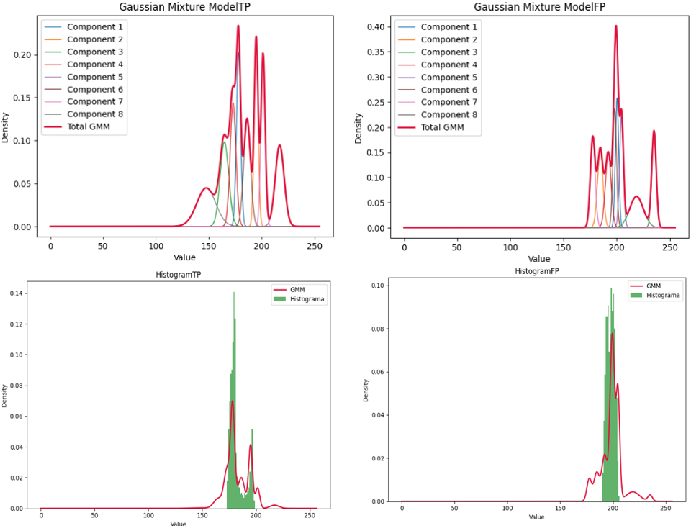 Gaussian Mixture ModelTP
Component 1
Component 2
Component 3
Component 4
Component 5
Component 6
Component 7
Component 8
Total GMM
Density
0.20
0.15
0.10
0.05
0.00
0 50 100 150 200 250
Value
Gaussian Mixture ModelFP
Component 1
Component 2
Component 3
Component 4
Component 5
Component 6
Component 7
Component 8
Total GMM
Density
0.40
0.35
0.30
0.25
0.20
0.15
0.10
0.05
0.00
0 50 100 150 200 250
Value
HistogramTP
GMM
Histograma
Density
0.14
0.12
0.10
0.08
0.06
0.04
0.02
0.00
0 50 100 150 200 250
Value
HistogramFP
GMM
Histograma
Density
0.10
0.08
0.06
0.04
0.02
0.00
0 50 100 150 200 250
Value